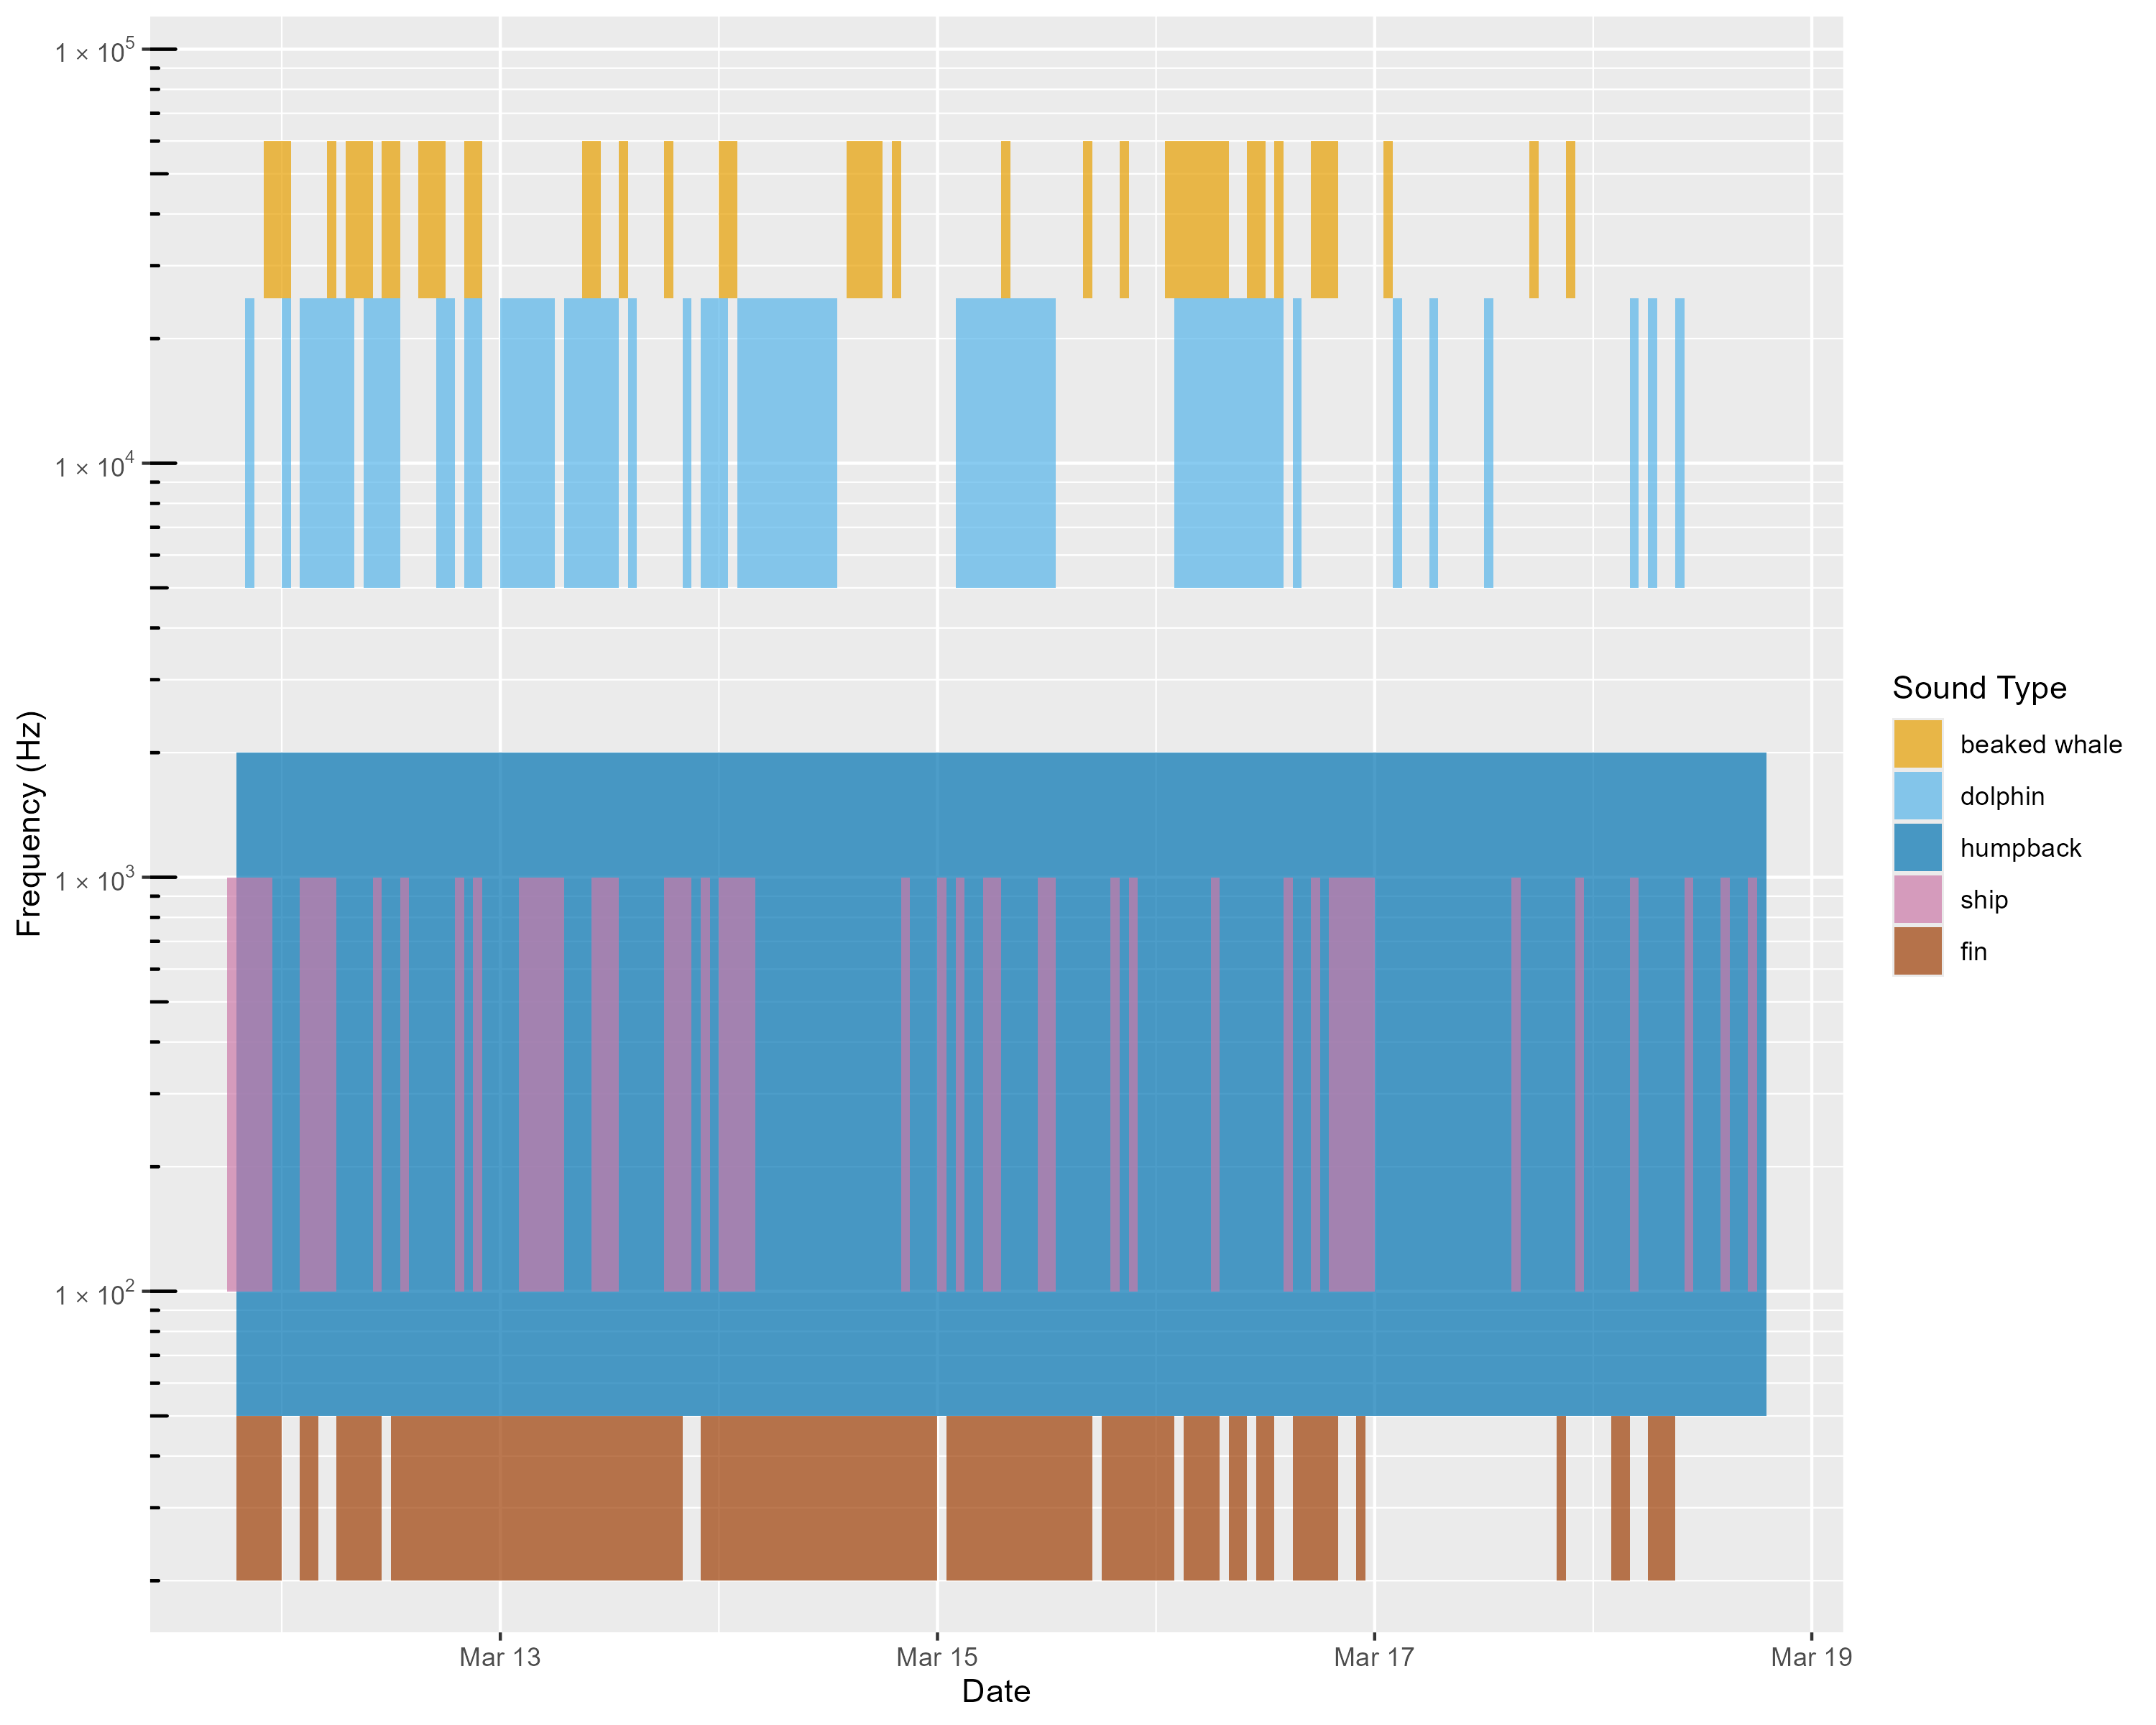 1 × 10⁵
1 × 10⁴
1 × 10³
1 × 10²
Frequency (Hz)
Mar 13
Mar 15
Mar 17
Mar 19
Date
Sound Type
beaked whale
dolphin
humpback
ship
fin